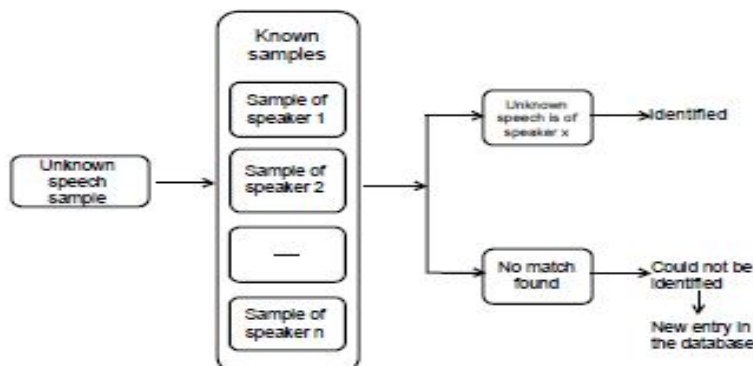 Known
samples
Sample of
speaker 1
Unknown
speech
sample
Sample of
speaker 2
Sample of
speaker n
Unknown
speech is of
speaker x
Identified
No match
found
Could not be
identified
New entry in
the database